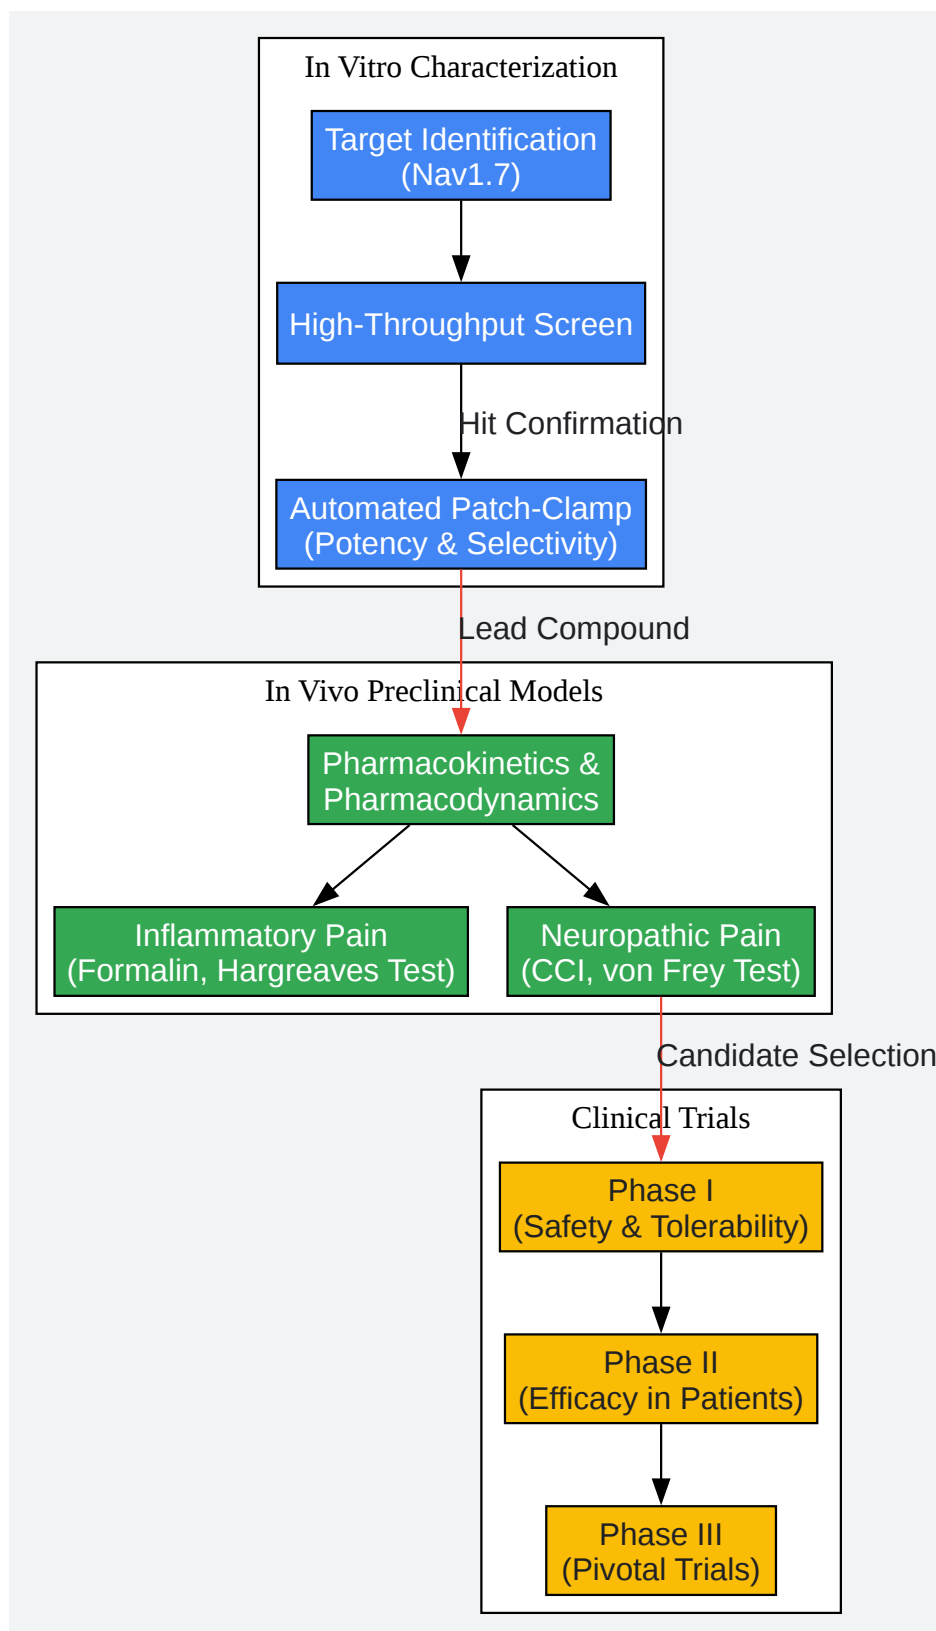 In Vitro Characterization
Target Identification
(Nav1.7)
High-Throughput Screen
Hit Confirmation
Automated Patch-Clamp
(Potency & Selectivity)
Lead Compound
In Vivo Preclinical Models
Pharmacokinetics &
Pharmacodynamics
Inflammatory Pain
(Formalin, Hargreaves Test)
Neuropathic Pain
(CCI, von Frey Test)
Candidate Selection
Clinical Trials
Phase I
(Safety & Tolerability)
Phase II
(Efficacy in Patients)
Phase III
(Pivotal Trials)